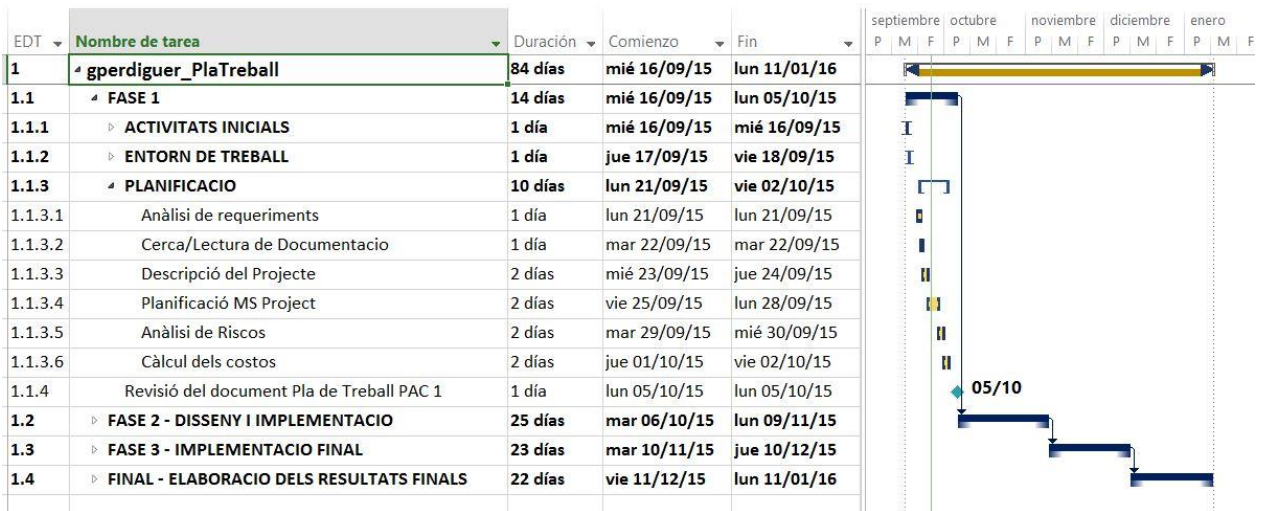 septiembre octubre noviembre diciembre enero
EDT Nombre de tarea Duración Comienzo Fin P M F P M F P M F P M F P M F
1 gperdiguer_PlaTreball 84 días mié 16/09/15 lun 11/01/16
1.1 FASE 1 14 días mié 16/09/15 lun 05/10/15
1.1.1 ACTIVITATS INICIALS 1 día mié 16/09/15 mié 16/09/15
1.1.2 ENTORN DE TREBALL 1 día jue 17/09/15 vie 18/09/15
1.1.3 PLANIFICACIO 10 días lun 21/09/15 vie 02/10/15
1.1.3.1 Anàlisi de requeriments 1 día lun 21/09/15 lun 21/09/15
1.1.3.2 Cerca/Lectura de Documentacio 1 día mar 22/09/15 mar 22/09/15
1.1.3.3 Descripció del Projecte 2 días mié 23/09/15 jue 24/09/15
1.1.3.4 Planificació MS Project 2 días vie 25/09/15 lun 28/09/15
1.1.3.5 Anàlisi de Riscos 2 días mar 29/09/15 mié 30/09/15
1.1.3.6 Càlcul dels costos 2 días jue 01/10/15 vie 02/10/15
1.1.4 Revisió del document Pla de Treball PAC 1 1 día lun 05/10/15 lun 05/10/15 05/10
1.2 FASE 2 - DISSENY I IMPLEMENTACIO 25 días mar 06/10/15 lun 09/11/15
1.3 FASE 3 - IMPLEMENTACIO FINAL 23 días mar 10/11/15 jue 10/12/15
1.4 FINAL - ELABORACIO DELS RESULTATS FINALS 22 días vie 11/12/15 lun 11/01/16